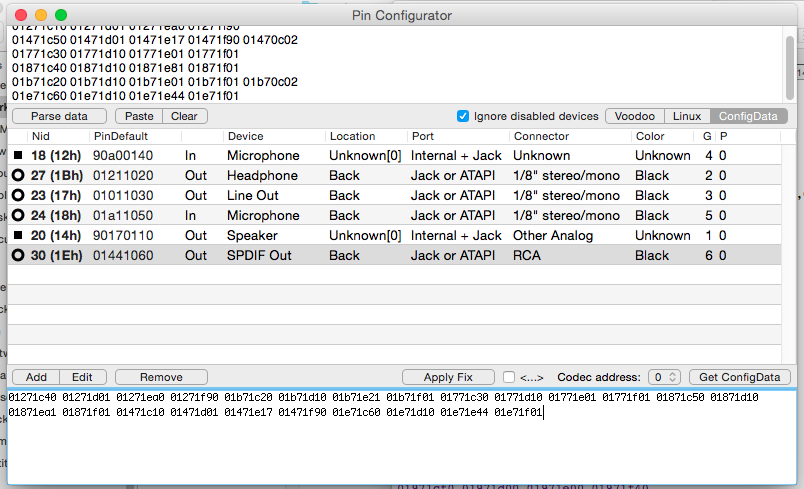 Pin Configurator
01271c10 01271d01 01271ea0 01271f90
01471c50 01471d01 01471e17 01471f90 01470c02
01771c30 01771d10 01771e01 01771f01
01871c40 01871d10 01871e81 01871f01
01b71c20 01b71d10 01b71e01 01b71f01 01b70c02
01e71c60 01e71d10 01e71e44 01e71f01
Parse data Paste Clear Ignore disabled devices Voodoo Linux ConfigData
Nid PinDefault Device Location Port Connector Color G P
18 (12h) 90a00140 In Microphone Unknown[0] Internal + Jack Unknown Unknown 4 0
27 (1Bh) 01211020 Out Headphone Back Jack or ATAPI 1/8" stereo/mono Black 2 0
23 (17h) 01011030 Out Line Out Back Jack or ATAPI 1/8" stereo/mono Black 3 0
24 (18h) 01a11050 In Microphone Back Jack or ATAPI 1/8" stereo/mono Black 5 0
20 (14h) 90170110 Out Speaker Unknown[0] Internal + Jack Other Analog Unknown 1 0
30 (1Eh) 01441060 Out SPDIF Out Back Jack or ATAPI RCA Black 6 0
Add Edit Remove Apply Fix <...> Codec address: 0 Get ConfigData
01271c40 01271d01 01271ea0 01271f90 01b71c20 01b71d10 01b71e21 01b71f01 01771c30 01771d10 01771e01 01771f01 01871c50 01871d10
01871ea1 01871f01 01471c10 01471d01 01471e17 01471f90 01e71c60 01e71d10 01e71e44 01e71f01